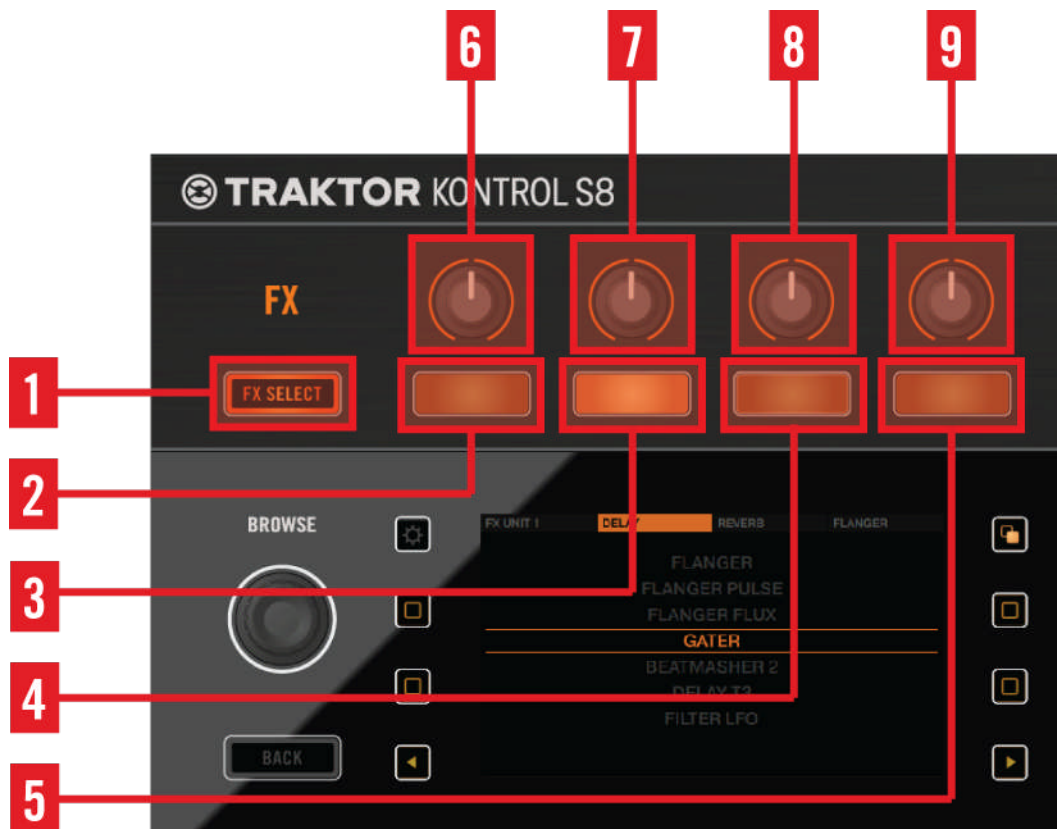 6 7 8 9
TRAKTOR KONTROL S8
FX
1
FX SELECT
2
BROWSE
FX UNIT 1 DELAY REVERB FLANGER
FLANGER
3
FLANGER PULSE
FLANGER FLUX
GATER
BEATMASHER 2
4
DELAY T3
FILTER LFO
BACK
5